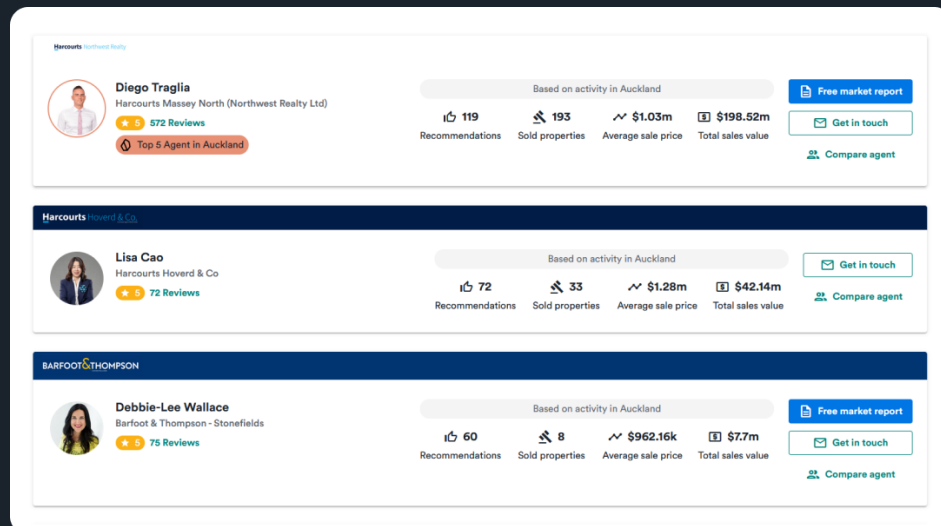 Harcourts Northwest Realty
Diego Traglia
Harcourts Massey North (Northwest Realty Ltd)
5 572 Reviews
Top 5 Agent in Auckland
Based on activity in Auckland
119 193 $1.03m $198.52m
Recommendations Sold properties Average sale price Total sales value
Free market report
Get in touch
Compare agent
Harcourts Hoverd & Co.
Lisa Cao
Harcourts Hoverd & Co
5 72 Reviews
Based on activity in Auckland
72 33 $1.28m $42.14m
Recommendations Sold properties Average sale price Total sales value
Get in touch
Compare agent
BARFOOT&THOMPSON
Debbie-Lee Wallace
Barfoot & Thompson - Stonefields
5 75 Reviews
Based on activity in Auckland
60 8 $962.16k $7.7m
Recommendations Sold properties Average sale price Total sales value
Free market report
Get in touch
Compare agent